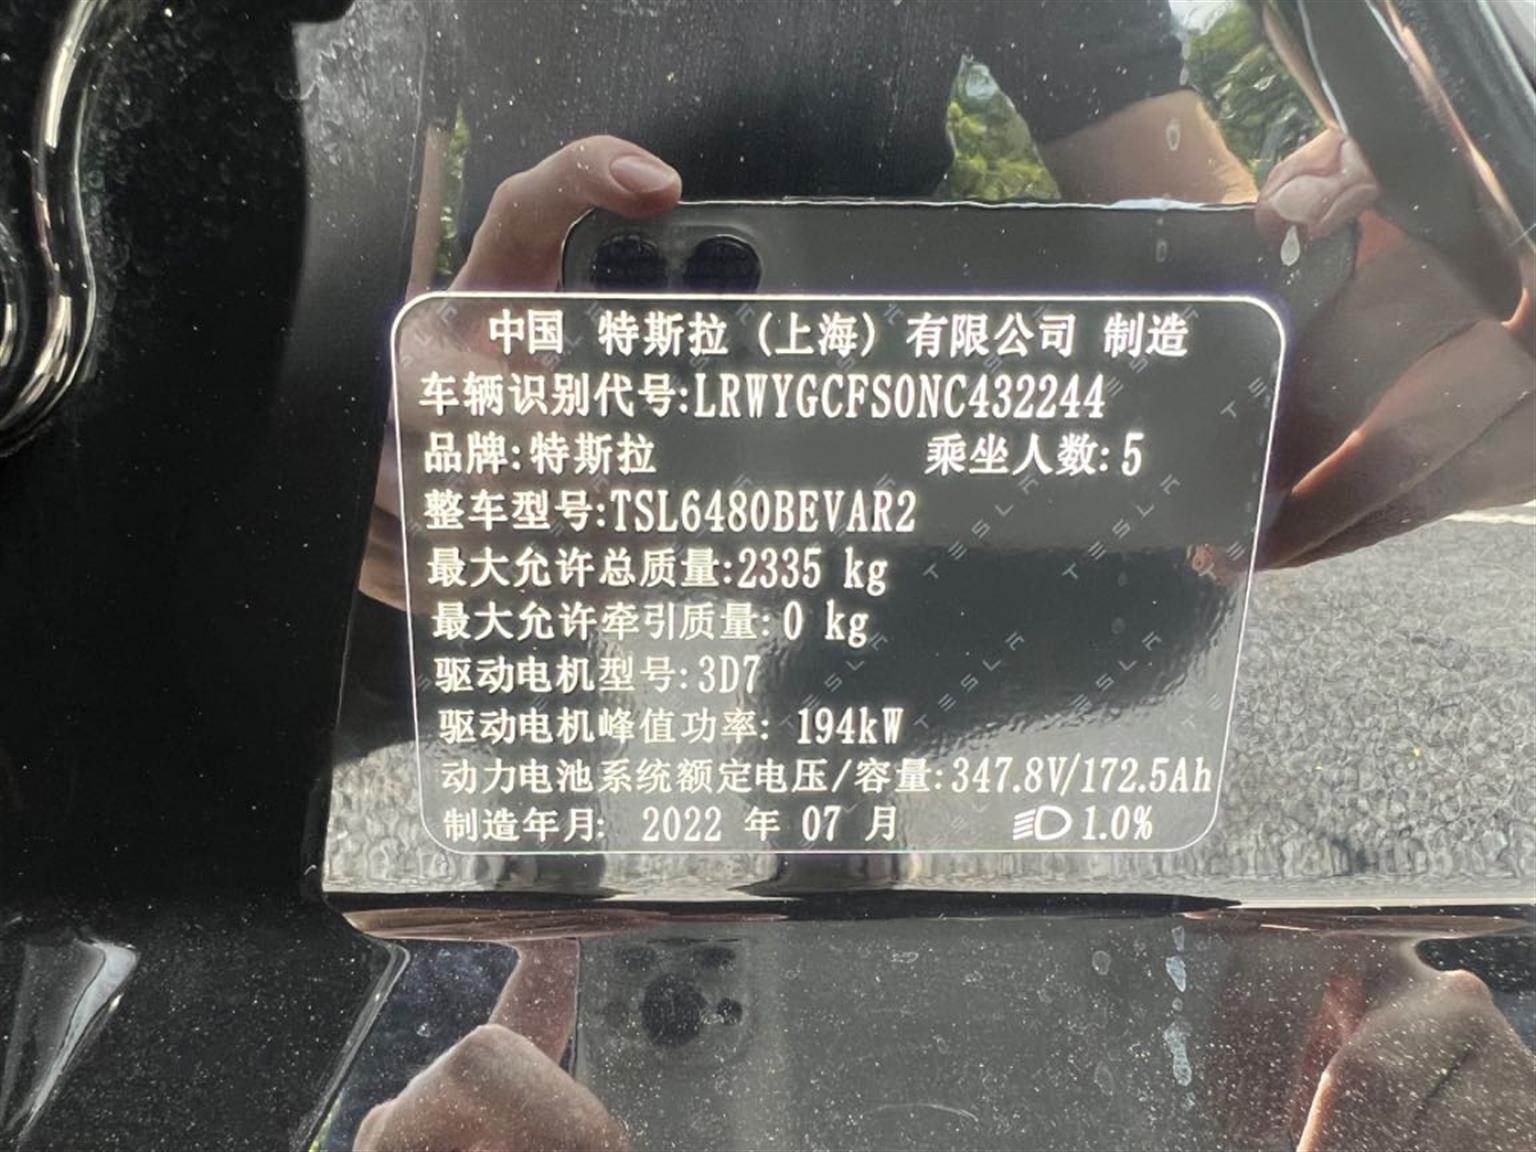 中国 特斯拉 (上海) 有限公司 制造
车辆识别代号:LRWYGCFS0NC432244
品牌:特斯拉 乘坐人数:5
整车型号:TSL6480BEVAR2
最大允许总质量:2335 kg
最大允许牵引质量:0 kg
驱动电机型号:3D7
驱动电机峰值功率: 194kW
动力电池系统额定电压/容量:347.8V/172.5Ah
制造年月: 2022 年 07 月 1.0%
TESLA